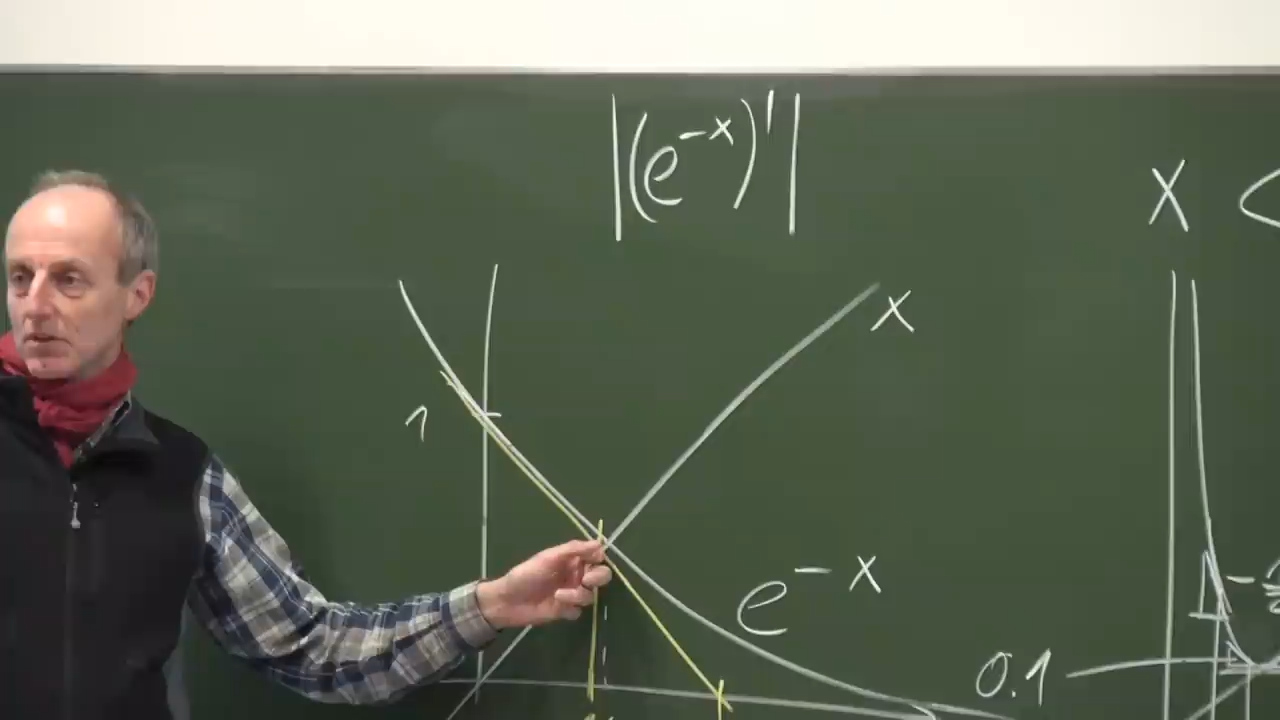 |(e^{-x})'|
x <
x
1
e^{-x}
0.1